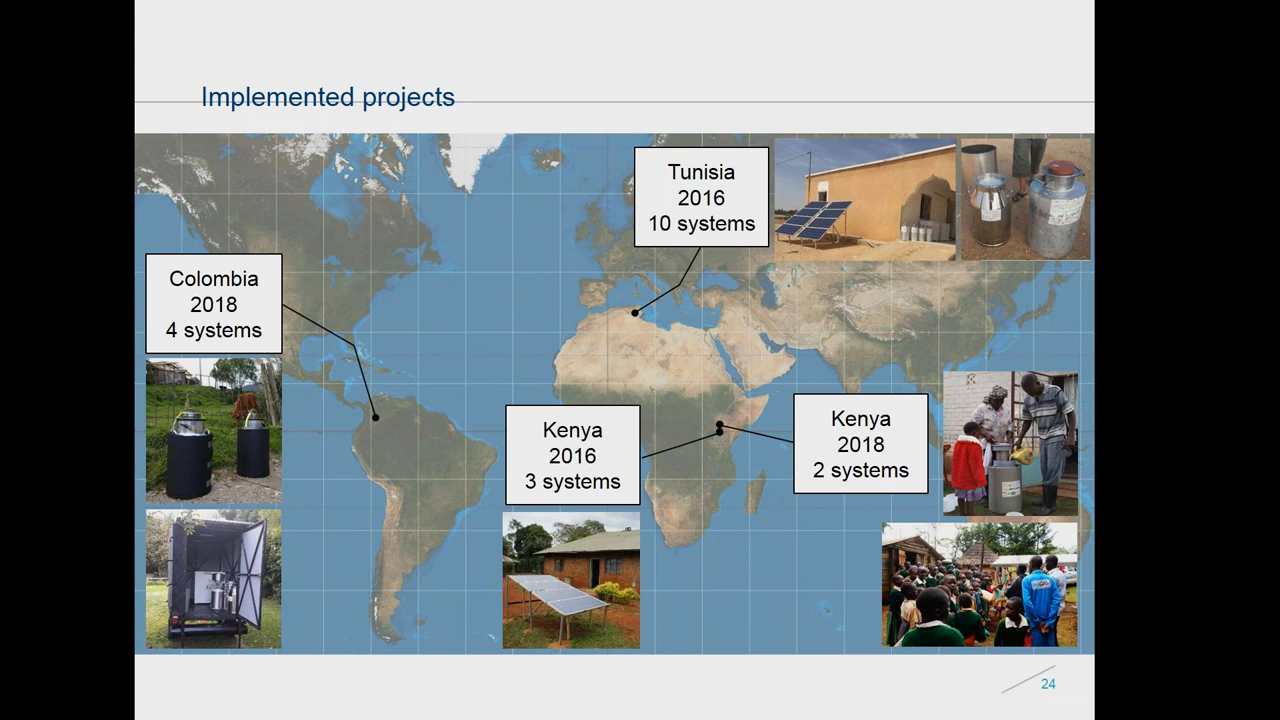 Implemented projects
Tunisia
2016
10 systems
Colombia
2018
4 systems
Kenya
2016
3 systems
Kenya
2018
2 systems
24